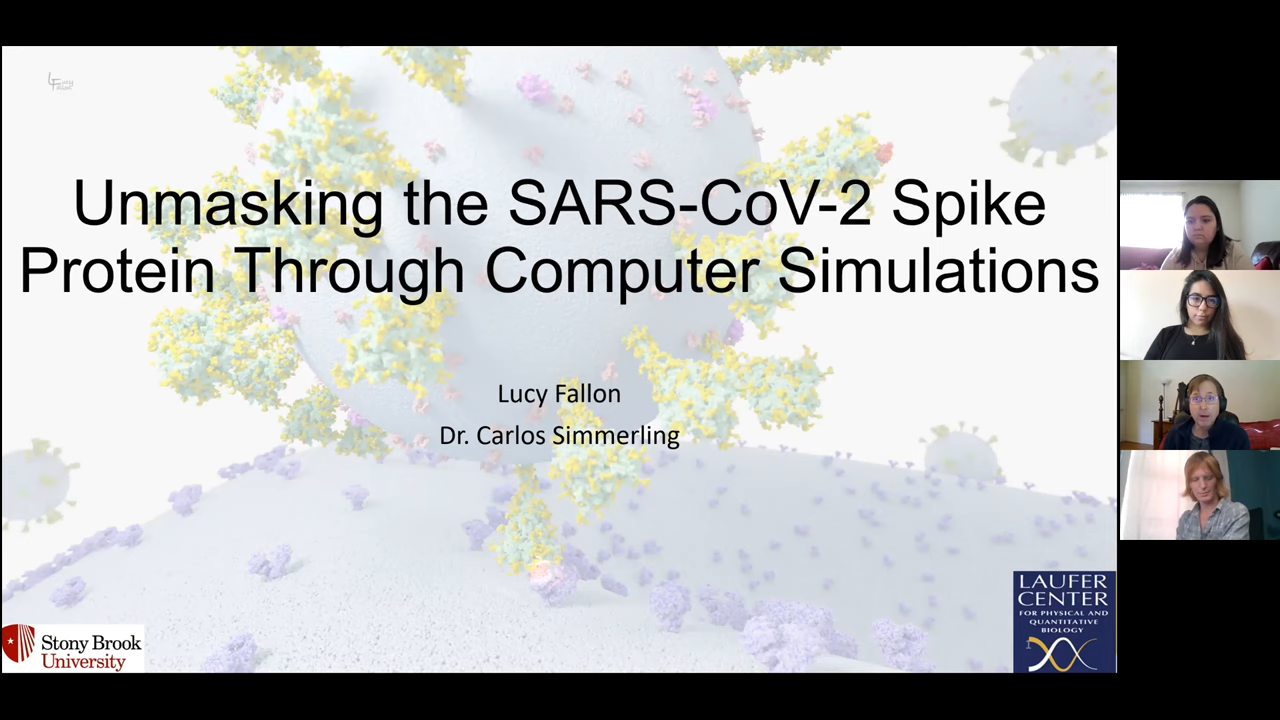 Unmasking the SARS-CoV-2 Spike
Protein Through Computer Simulations
Lucy Fallon
Dr. Carlos Simmerling
Stony Brook
University
LAUFER
CENTER
FOR PHYSICAL AND
QUANTITATIVE
BIOLOGY